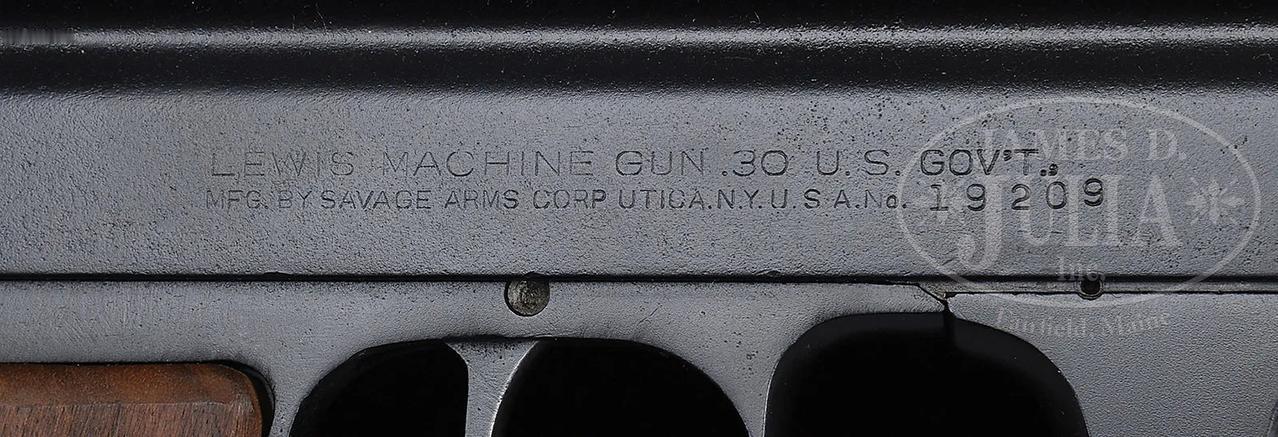 LEWIS MACHINE GUN .30 U.S. GOV'T.,
MFG. BY SAVAGE ARMS CORP UTICA.N.Y.U.S.A.No. 19209
JAMES D.
JULIA
Inc.
Fairfield, Maine